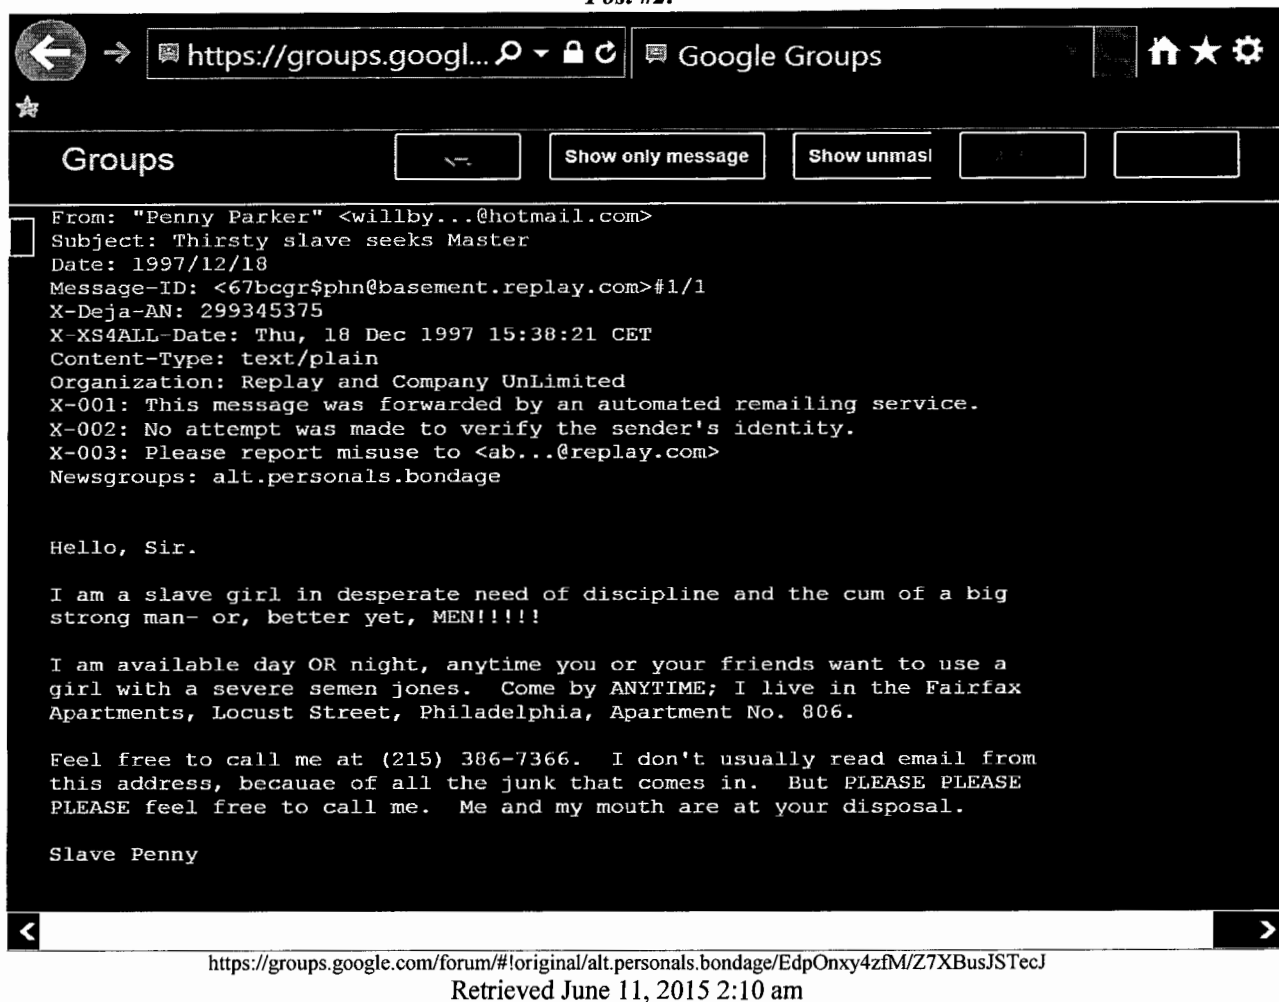 Post #2:
https://groups.googl...
Google Groups
Groups
Show only message
Show unmasl
From: "Penny Parker" <willby...@hotmail.com>
Subject: Thirsty slave seeks Master
Date: 1997/12/18
Message-ID: <67bcgr$phn@basement.replay.com>#1/1
X-Deja-AN: 299345375
X-XS4ALL-Date: Thu, 18 Dec 1997 15:38:21 CET
Content-Type: text/plain
Organization: Replay and Company UnLimited
X-001: This message was forwarded by an automated remailing service.
X-002: No attempt was made to verify the sender's identity.
X-003: Please report misuse to <ab...@replay.com>
Newsgroups: alt.personals.bondage
Hello, Sir.
I am a slave girl in desperate need of discipline and the cum of a big
strong man- or, better yet, MEN!!!!!
I am available day OR night, anytime you or your friends want to use a
girl with a severe semen jones.  Come by ANYTIME; I live in the Fairfax
Apartments, Locust Street, Philadelphia, Apartment No. 806.
Feel free to call me at (215) 386-7366.  I don't usually read email from
this address, becauae of all the junk that comes in.  But PLEASE PLEASE
PLEASE feel free to call me.  Me and my mouth are at your disposal.
Slave Penny
https://groups.google.com/forum/#!original/alt.personals.bondage/EdpOnxy4zfM/Z7XBusJSTecJ
Retrieved June 11, 2015 2:10 am